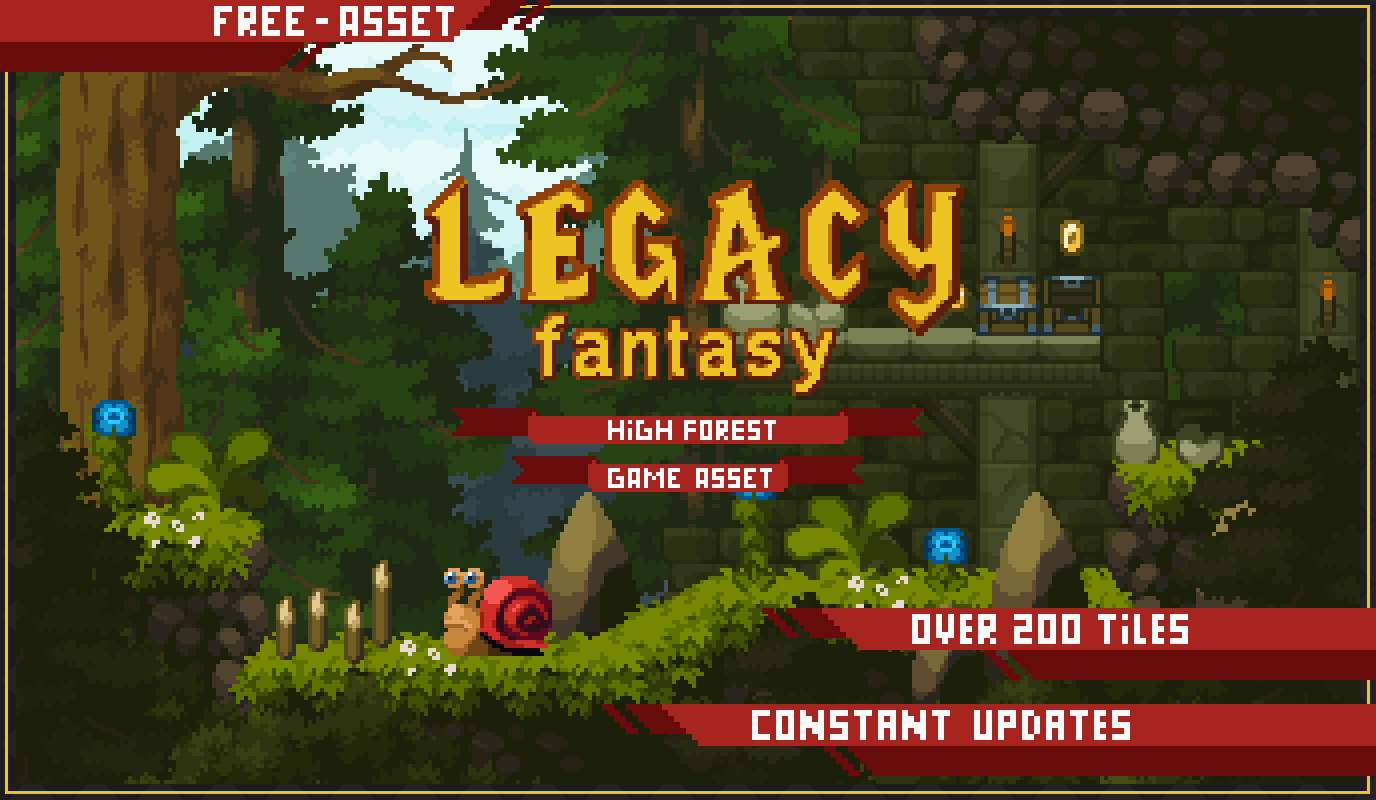 FREE-ASSET
LEGACY
fantasy
HiGH FOREST
GAME ASSET
OVER 200 TiLES
CONSTANT UPDATES